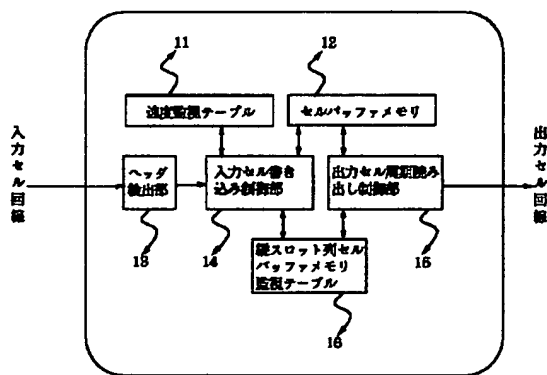 11
12
速度監視テーブル
セルバッファメモリ
入力セル回線
ヘッダ
検出部
入力セル書き
込み制御部
出力セル周期読み
出し制御部
出力セル回線
13
14
15
縦スロット列セル
バッファメモリ
監視テーブル
16